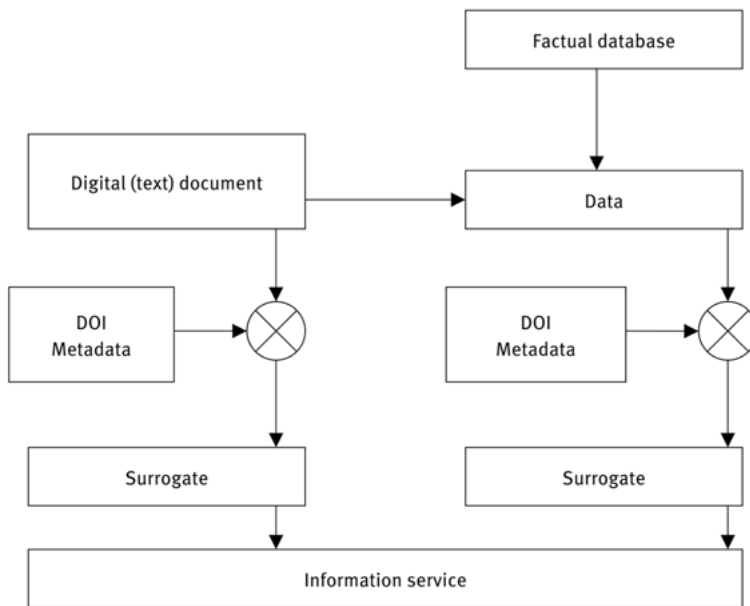 Factual database
Digital (text) document
Data
DOI
Metadata
DOI
Metadata
Surrogate
Surrogate
Information service